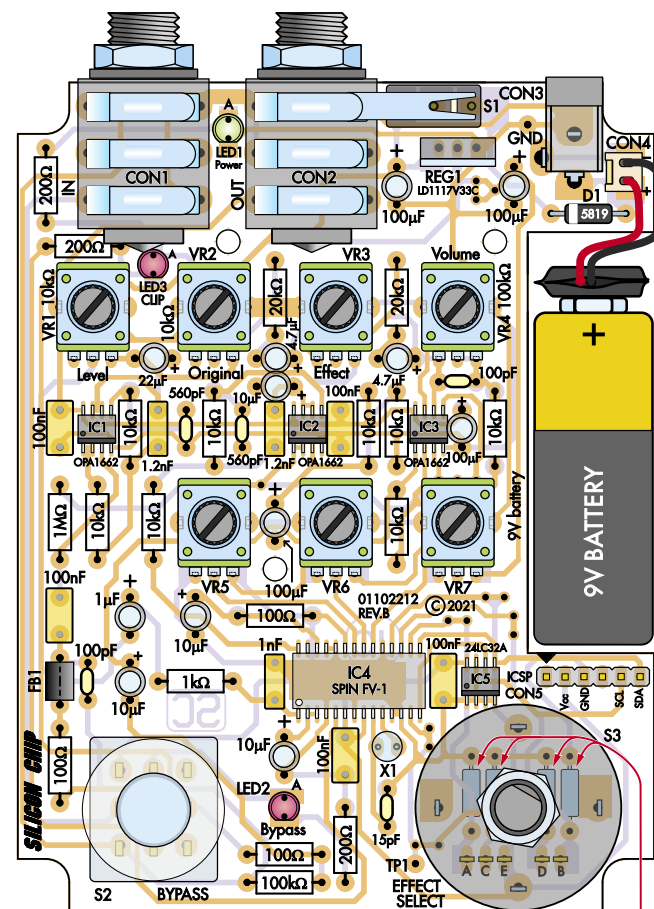 CON3
A
S1
GND
LED1
Power
CON4
IN
CON1
OUT
CON2
REG1
LD1117V33C
+
+
–
+
200Ω
100µF
100µF
D1
5819
200Ω
A
LED3
CLIP
VR2
VR3
Volume
VR1
10kΩ
10kΩ
20kΩ
20kΩ
VR4
100kΩ
4.7µF
+
22µF
+
+
4.7µF
+
Level
Original
Effect
100pF
560pF
10µF
+
100nF
100nF
IC1
OPA1662
10kΩ
1.2nF
10kΩ
560pF
1.2nF
IC2
OPA1662
10kΩ
10kΩ
IC3
OPA1662
+
100µF
10kΩ
9V BATTERY
1MΩ
10kΩ
10kΩ
+
10kΩ
9V battery
VR5
100µF
VR6
VR7
100nF
1µF
+
+
10µF
100Ω
01102212
REV.B
© 2021
100pF
FB1
+
10µF
1kΩ
1nF
IC4
SPIN FV-1
100nF
24LC32A
IC5
ICSP
CON5
Vcc
GND
SCL
SDA
SC
SILICON CHIP
100Ω
+
10µF
100nF
X1
S3
LED2
A
Bypass
15pF
200Ω
100Ω
100kΩ
TP1
A C E D B
S2
BYPASS
EFFECT
SELECT